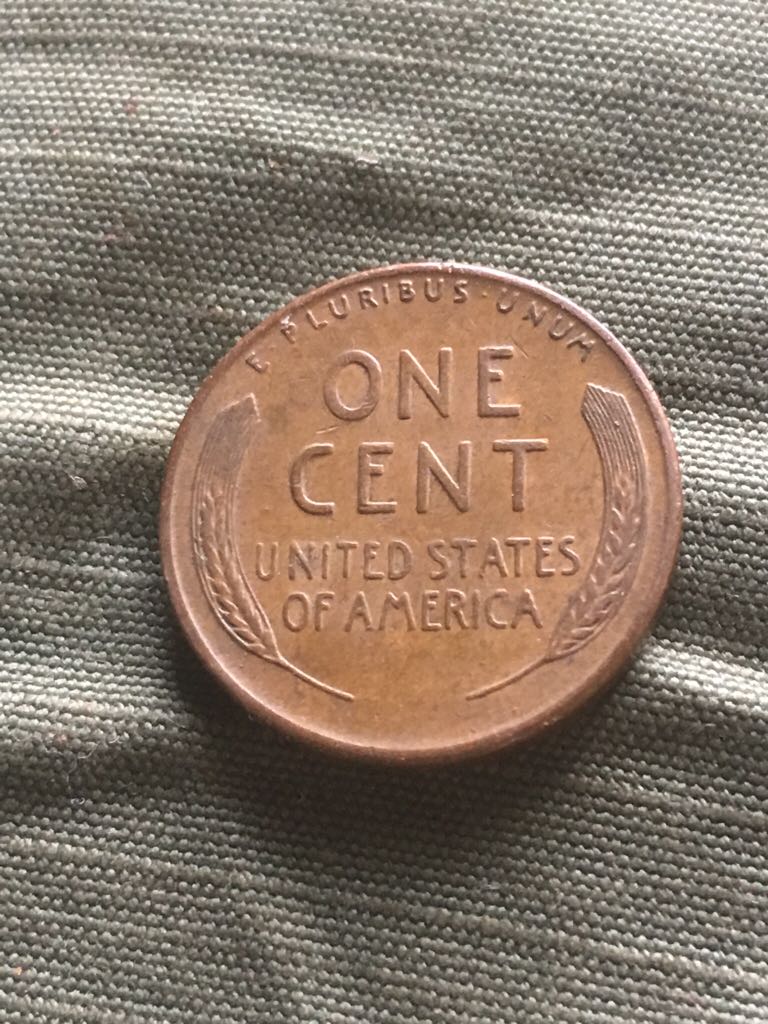 E PLURIBUS · UNUM
ONE
CENT
UNITED STATES
OF AMERICA